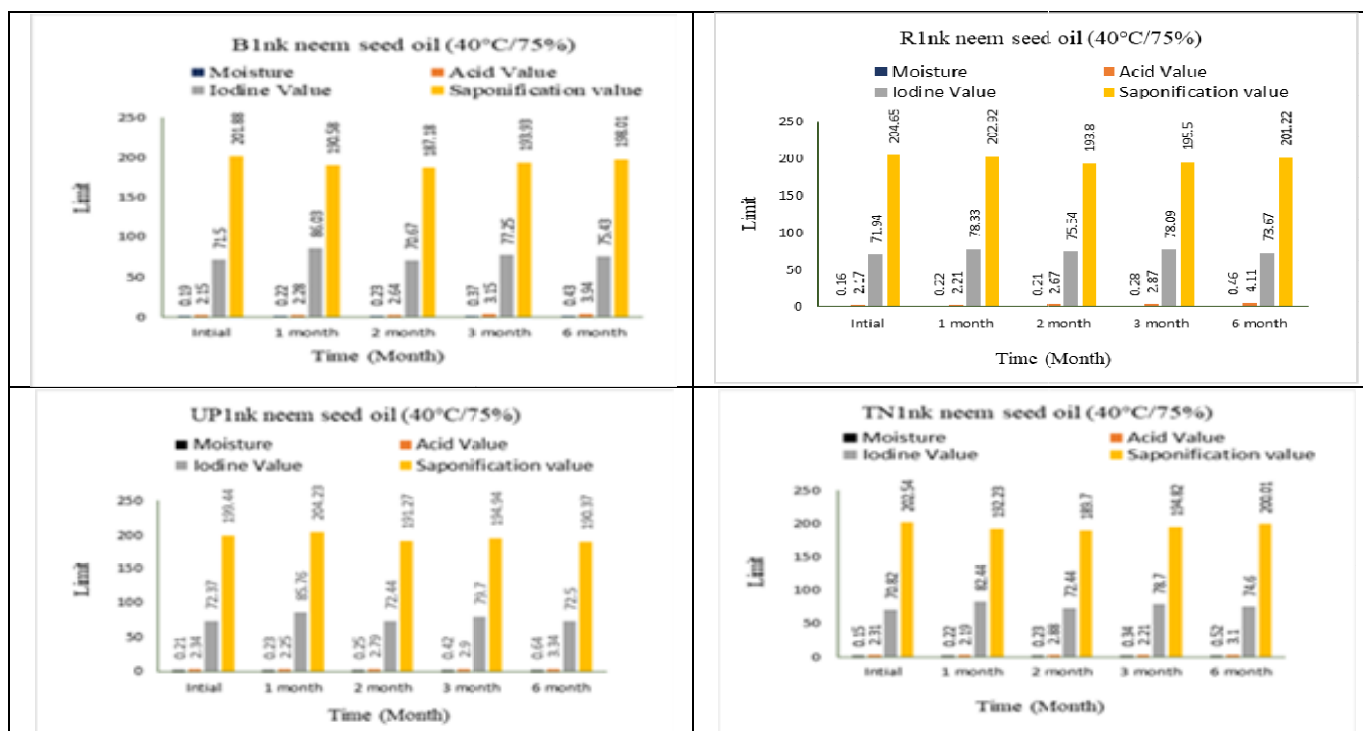 B1nk neem seed oil (40°C/75%)
Moisture Acid Value
Iodine Value Saponification value
250
200
150
100
50
0
Limit
0.19 2.15 71.5 201.88
0.22 2.28 86.03 190.58
0.23 2.64 70.67 187.18
0.37 3.15 77.25 193.93
0.43 3.94 75.43 198.01
Intial 1 month 2 month 3 month 6 month
Time (Month)
R1nk neem seed oil (40°C/75%)
Moisture Acid Value
Iodine Value Saponification value
250
200
150
100
50
0
Limit
0.16 2.17 71.94 204.65
0.22 2.21 78.33 202.92
0.21 2.67 193.8
0.28 2.87 78.09 195.5
0.46 4.11 73.67 201.22
Intial 1 month 2 month 3 month 6 month
Time (Month)
UP1nk neem seed oil (40°C/75%)
Moisture Acid Value
Iodine Value Saponification value
250
200
150
100
50
0
Limit
0.21 2.34 72.37 199.44
0.23 2.25 85.76 204.23
0.25 2.79 72.44 191.27
0.42 2.9 79.7 194.94
0.64 3.34 72.5 190.37
Intial 1 month 2 month 3 month 6 month
Time (Month)
TN1nk neem seed oil (40°C/75%)
Moisture Acid Value
Iodine Value Saponification value
250
200
150
100
50
0
Limit
0.15 2.31 70.82 202.54
0.22 2.19 82.44 192.23
0.23 2.88 72.44 189.7
0.34 2.21 78.7 194.82
0.52 3.1 74.6 200.01
Intial 1 month 2 month 3 month 6 month
Time (Month)